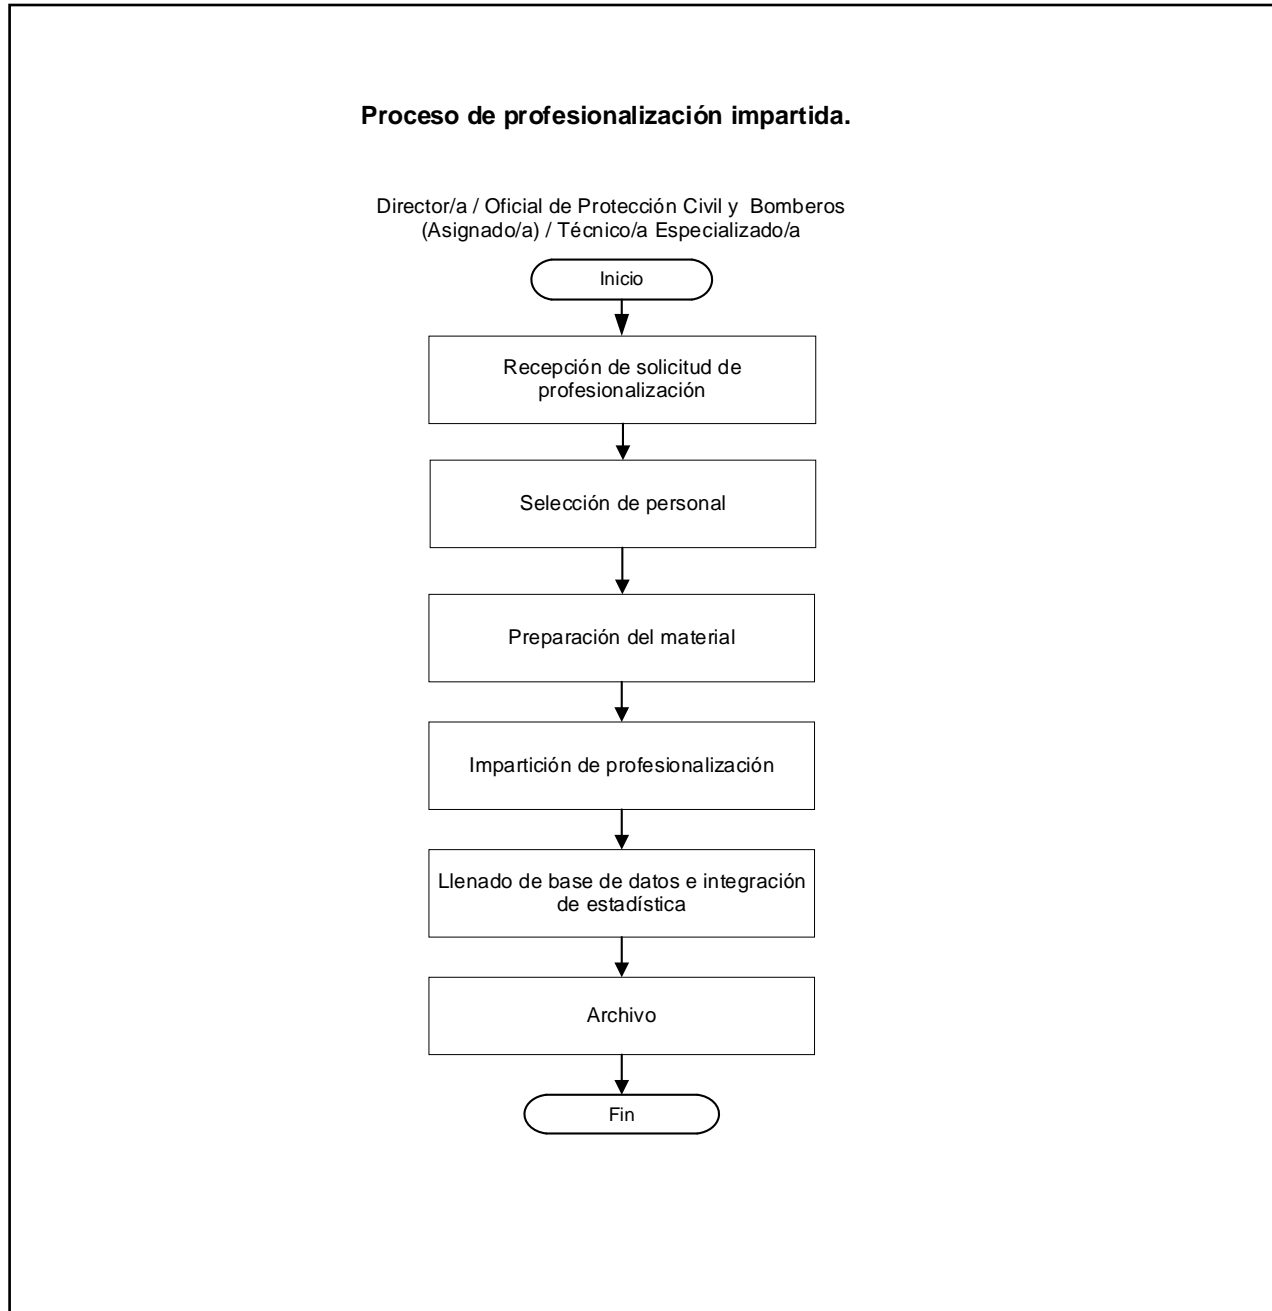 Proceso de profesionalización impartida.
Director/a / Oficial de Protección Civil y Bomberos
(Asignado/a) / Técnico/a Especializado/a
Inicio
Recepción de solicitud de
profesionalización
Selección de personal
Preparación del material
Impartición de profesionalización
Llenado de base de datos e integración
de estadística
Archivo
Fin